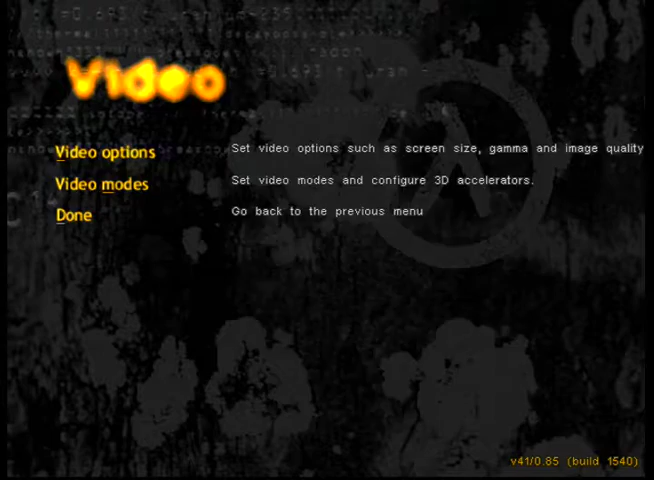 Video
Video options
Set video options such as screen size, gamma and image quality
Video modes
Set video modes and configure 3D accelerators.
Done
Go back to the previous menu
v41/0.85 (build 1540)